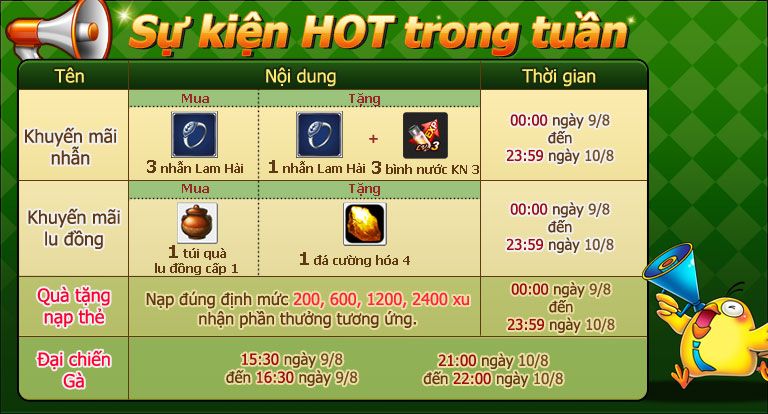 Sự kiện HOT trong tuần
Tên
Nội dung
Thời gian
Khuyến mãi
nhẫn
Mua
Tặng
3 nhẫn Lam Hài
1 nhẫn Lam Hài
+
3 bình nước KN 3
00:00 ngày 9/8
đến
23:59 ngày 10/8
Khuyến mãi
lu đồng
Mua
Tặng
1 túi quà
lu đồng cấp 1
1 đá cường hóa 4
00:00 ngày 9/8
đến
23:59 ngày 10/8
Quà tặng
nạp thẻ
Nạp đúng định mức 200, 600, 1200, 2400 xu
nhận phần thưởng tương ứng.
00:00 ngày 9/8
đến
23:59 ngày 10/8
Đại chiến
Gà
15:30 ngày 9/8
đến 16:30 ngày 9/8
21:00 ngày 10/8
đến 22:00 ngày 10/8